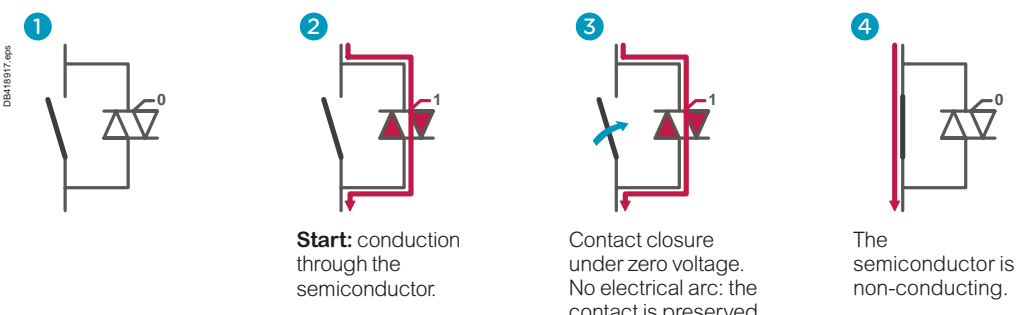 1
2
3
4
DB418917.eps
0
1
1
0
Start: conduction
through the
semiconductor.
Contact closure
under zero voltage.
No electrical arc: the
contact is preserved
The
semiconductor is
non-conducting.